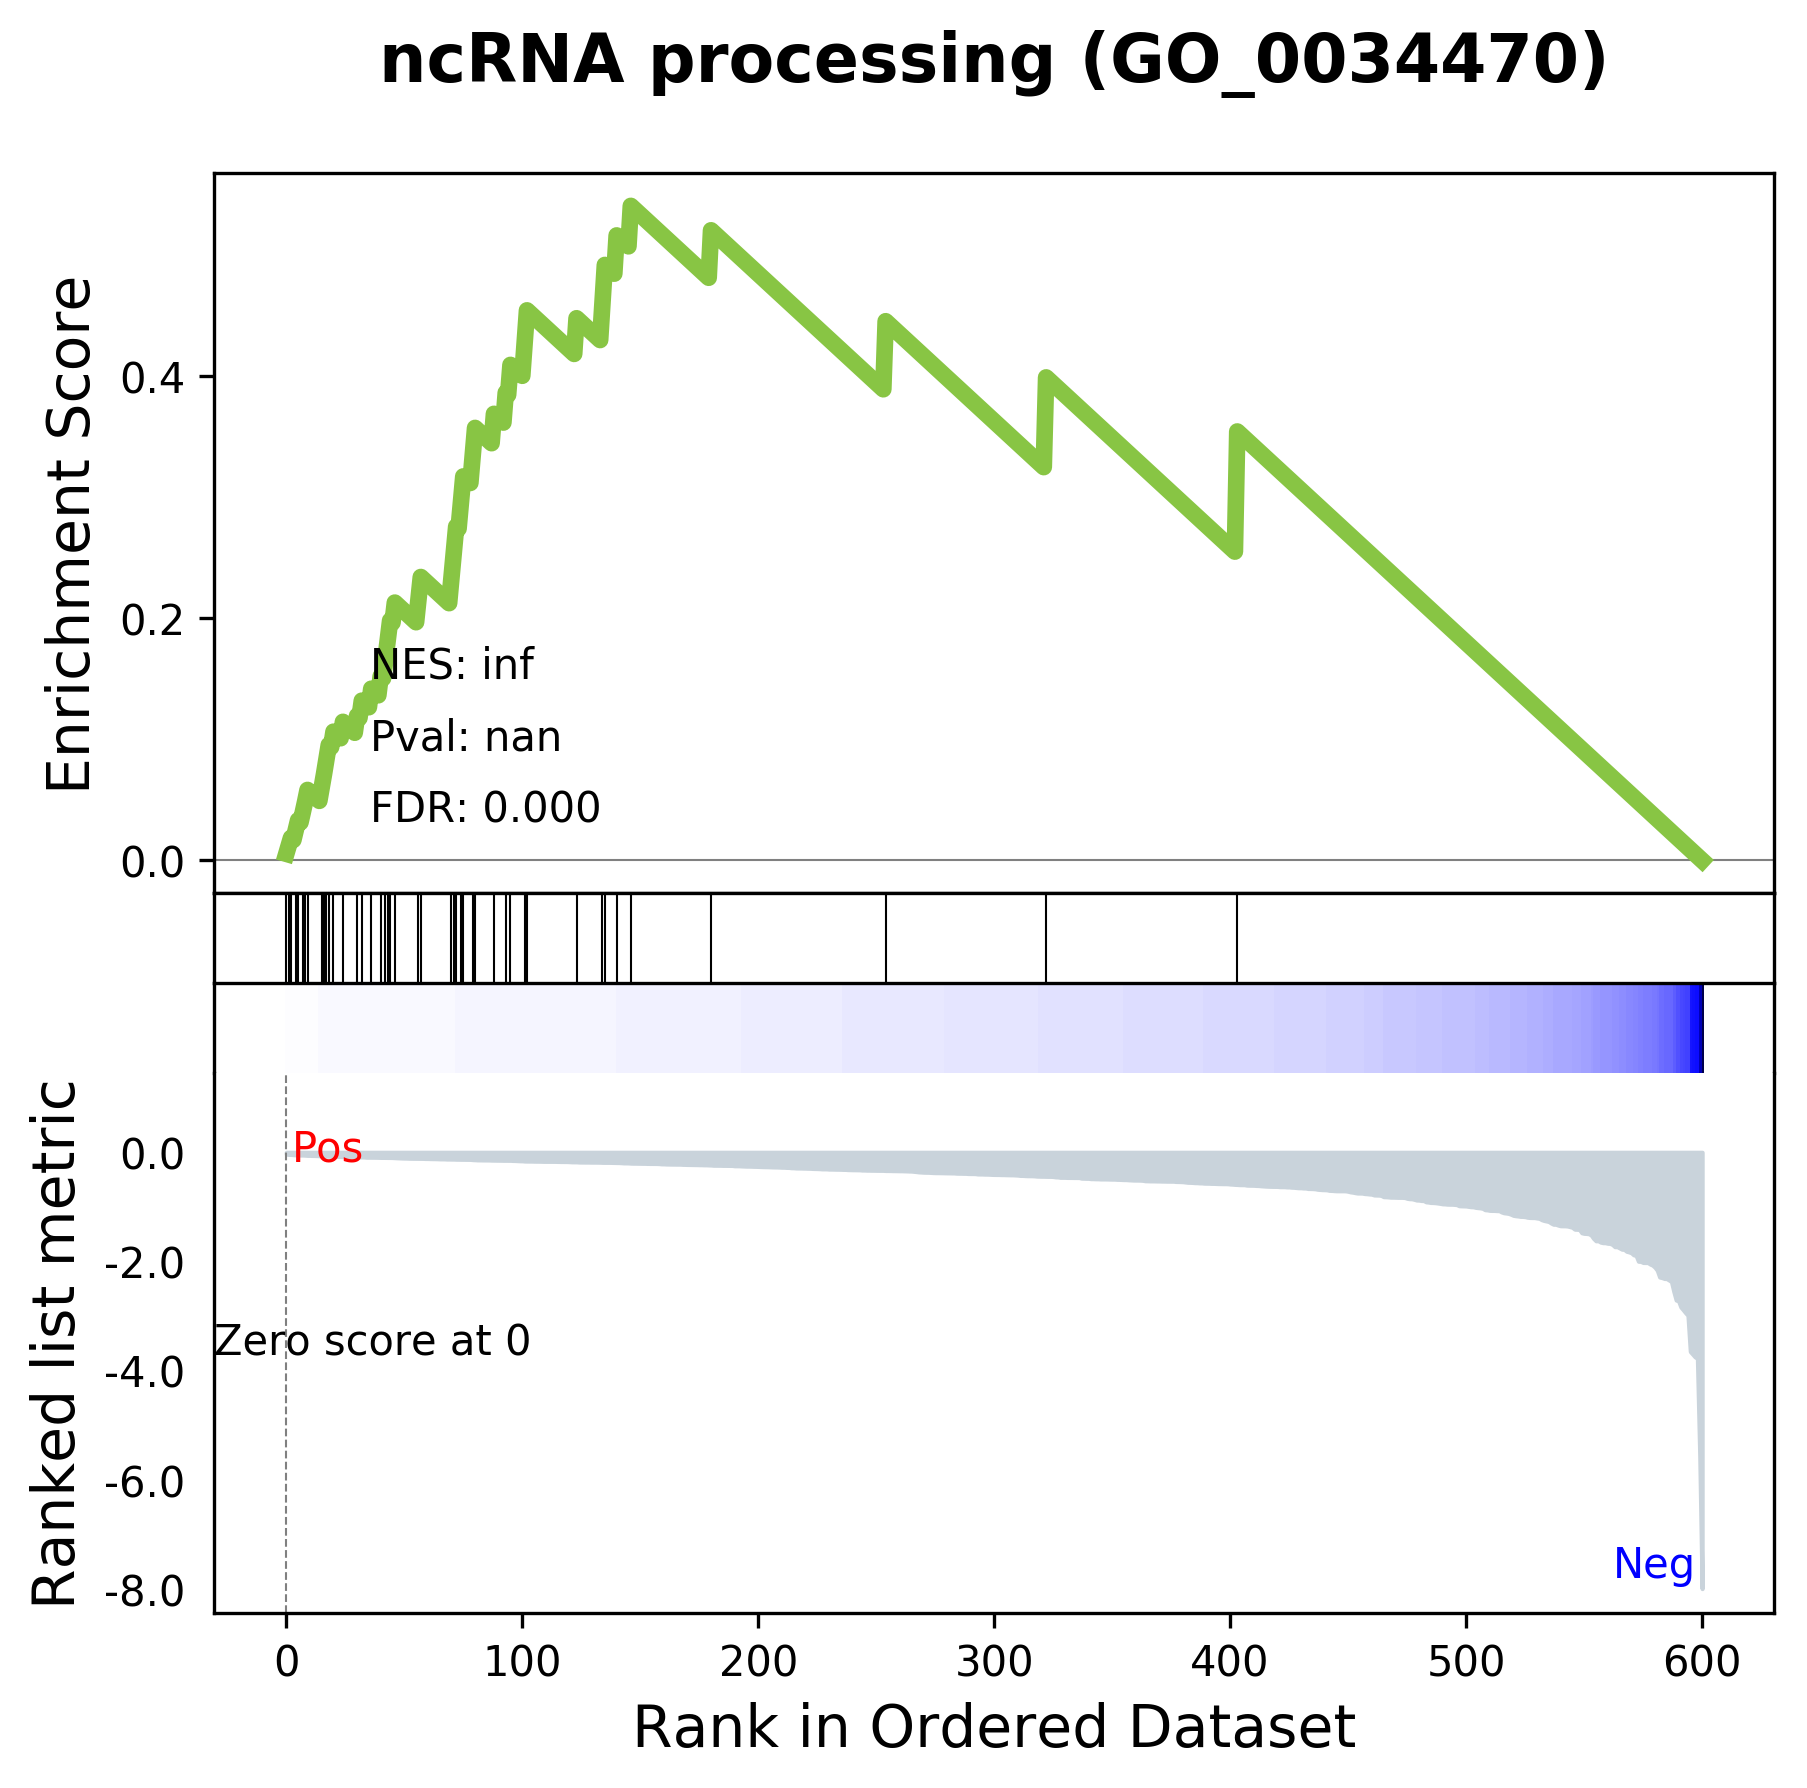 ncRNA processing (GO_0034470)
Enrichment Score
0.4
0.2
0.0
NES: inf
Pval: nan
FDR: 0.000
Ranked list metric
0.0
-2.0
-4.0
-6.0
-8.0
Pos
Zero score at 0
Neg
0 100 200 300 400 500 600
Rank in Ordered Dataset